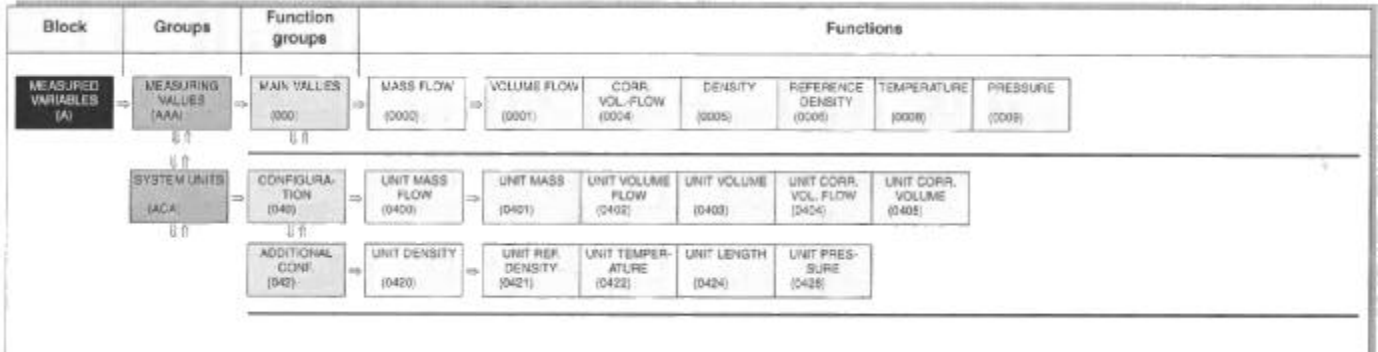 Block
Groups
Function
groups
Functions
MEASURED
VARIABLES
(A)
MEASURING
VALUES
(AAA)
MAIN VALUES
(000)
MASS FLOW
(0000)
VOLUME FLOW
(0001)
CORR.
VOL.-FLOW
(0004)
DENSITY
(0005)
REFERENCE
DENSITY
(0006)
TEMPERATURE
(0008)
PRESSURE
(0009)
SYSTEM UNITS
(ACA)
CONFIGURA-
TION
(040)
UNIT MASS
FLOW
(0400)
UNIT MASS
(0401)
UNIT VOLUME
FLOW
(0402)
UNIT VOLUME
(0403)
UNIT CORR.
VOL. FLOW
(0404)
UNIT CORR.
VOLUME
(0405)
ADDITIONAL
CONF.
(042)
UNIT DENSITY
(0420)
UNIT REF.
DENSITY
(0421)
UNIT TEMPER-
ATURE
(0422)
UNIT LENGTH
(0424)
UNIT PRES-
SURE
(0426)